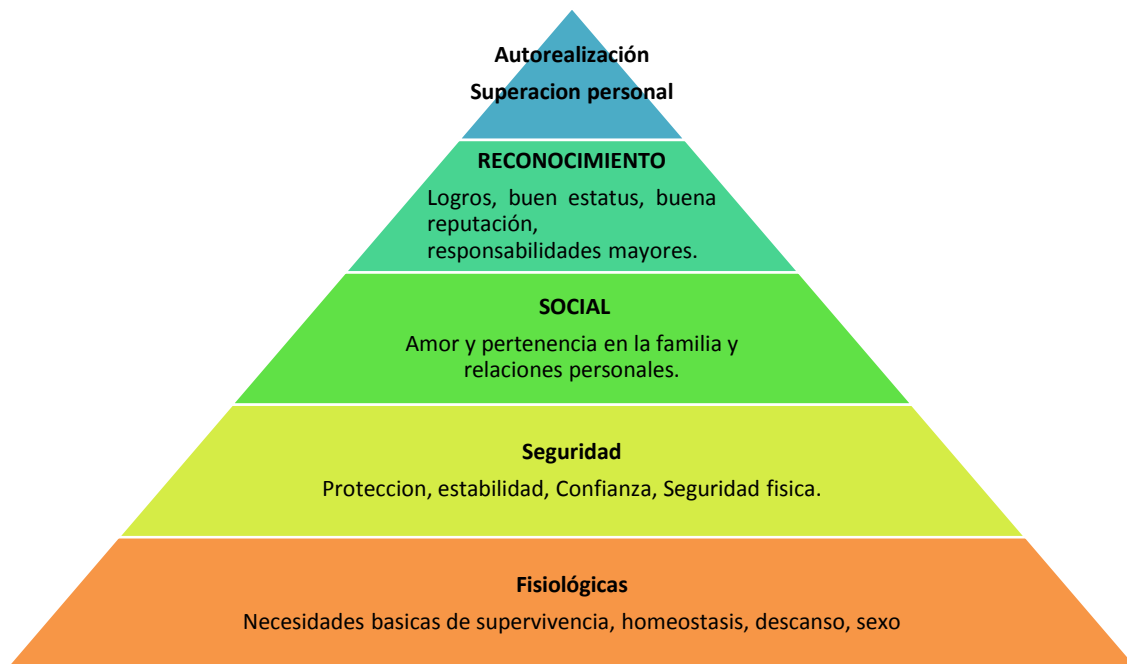 Autorealización
Superacion personal
RECONOCIMIENTO
Logros, buen estatus, buena
reputación,
responsabilidades mayores.
SOCIAL
Amor y pertenencia en la familia y
relaciones personales.
Seguridad
Proteccion, estabilidad, Confianza, Seguridad fisica.
Fisiológicas
Necesidades basicas de supervivencia, homeostasis, descanso, sexo